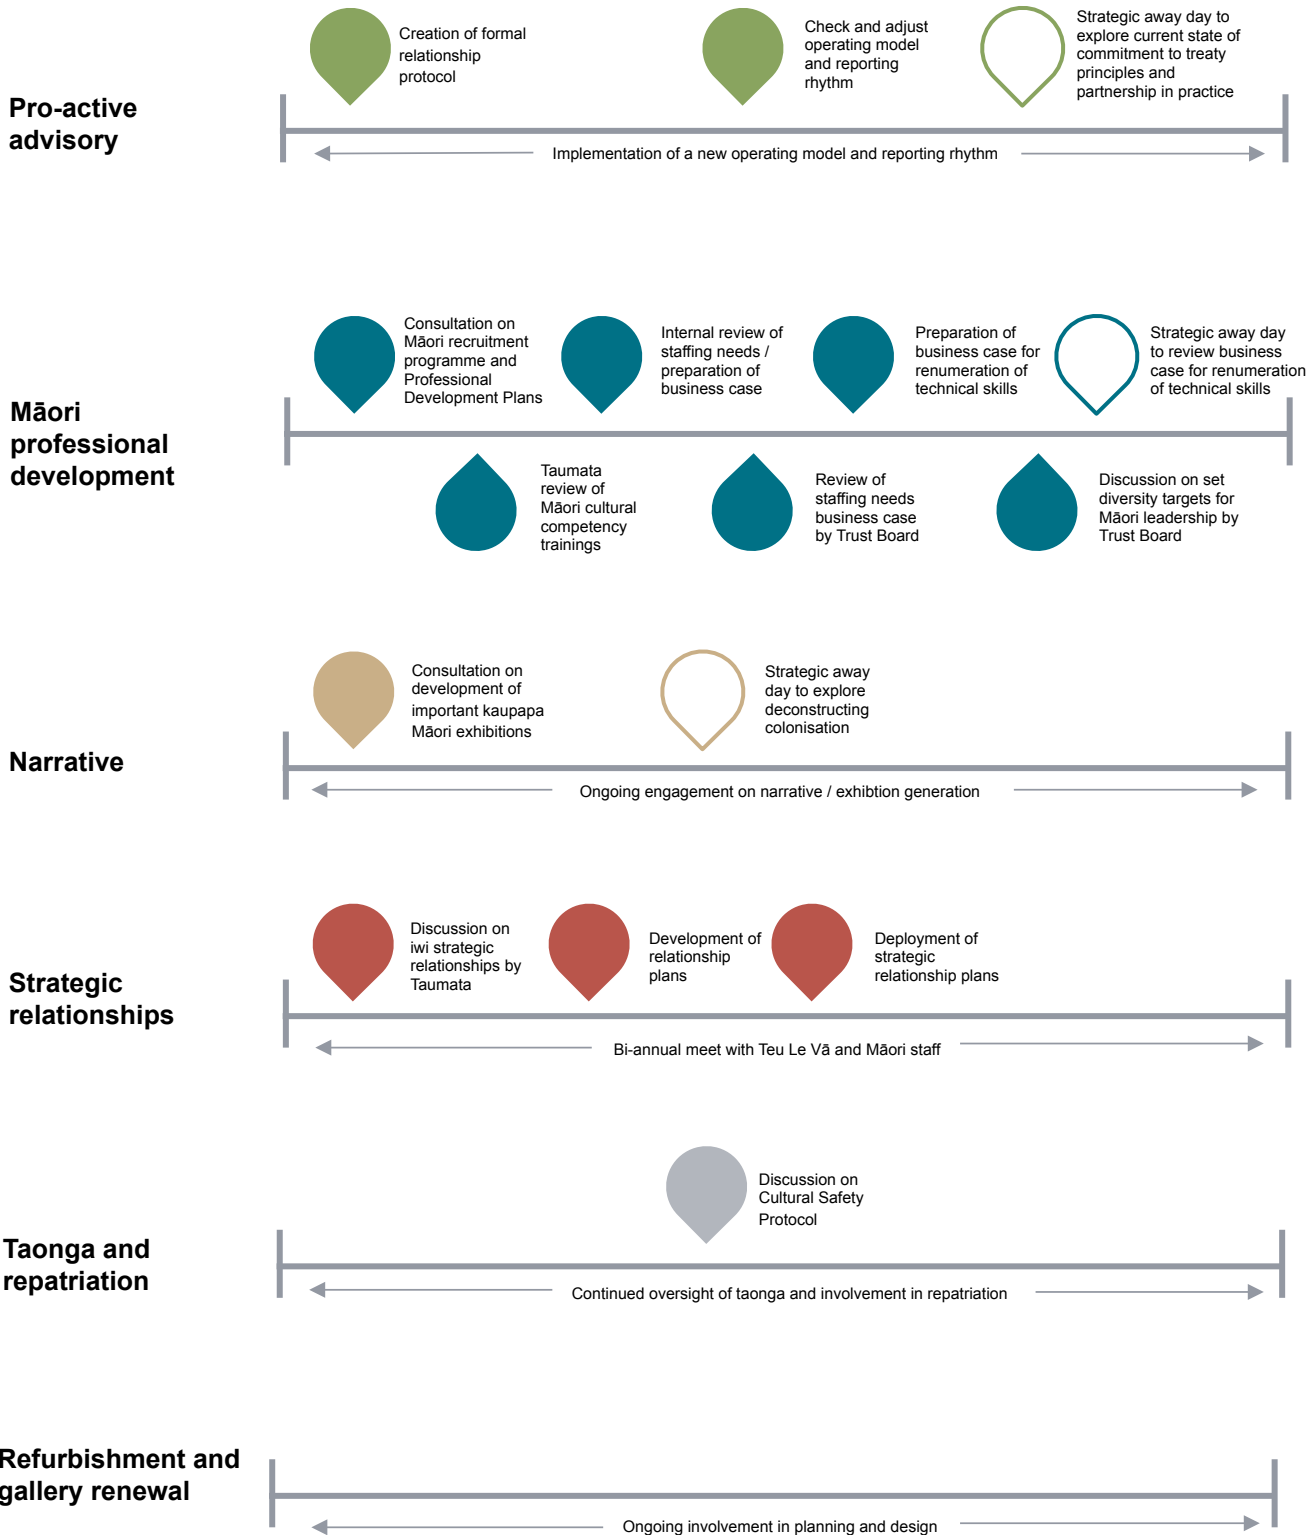 Pro-active
advisory
Creation of formal
relationship
protocol
Check and adjust
operating model
and reporting
rhythm
Strategic away day to
explore current state of
commitment to treaty
principles and
partnership in practice
Implementation of a new operating model and reporting rhythm
Māori
professional
development
Consultation on
Māori recruitment
programme and
Professional
Development Plans
Internal review of
staffing needs /
preparation of
business case
Preparation of
business case for
renumeration of
technical skills
Strategic away day
to review business
case for renumeration
of technical skills
Taumata
review of
Māori cultural
competency
trainings
Review of
staffing needs
business case
by Trust Board
Discussion on set
diversity targets for
Māori leadership by
Trust Board
Narrative
Consultation on
development of
important kaupapa
Māori exhibitions
Strategic away
day to explore
deconstructing
colonisation
Ongoing engagement on narrative / exhibtion generation
Strategic
relationships
Discussion on
iwi strategic
relationships by
Taumata
Development of
relationship
plans
Deployment of
strategic
relationship plans
Bi-annual meet with Teu Le Vā and Māori staff
Taonga and
repatriation
Discussion on
Cultural Safety
Protocol
Continued oversight of taonga and involvement in repatriation
Refurbishment and
gallery renewal
Ongoing involvement in planning and design